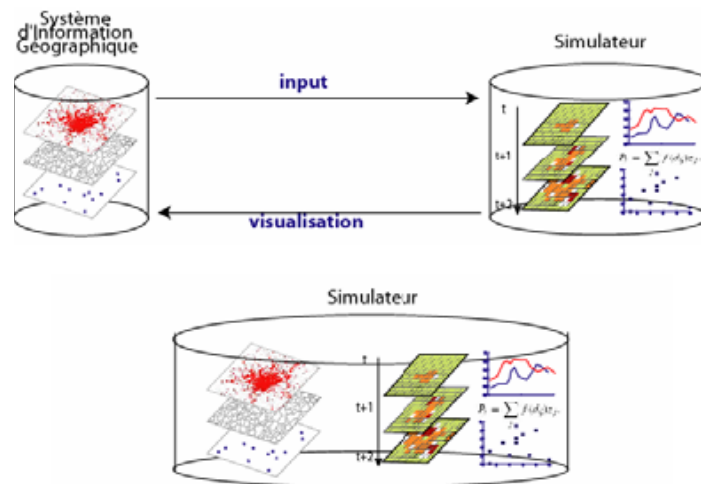 Système
d'Information
Géographique
Simulateur
input
t
t+1
t+2
visualisation
Simulateur
t
t+1
t+2